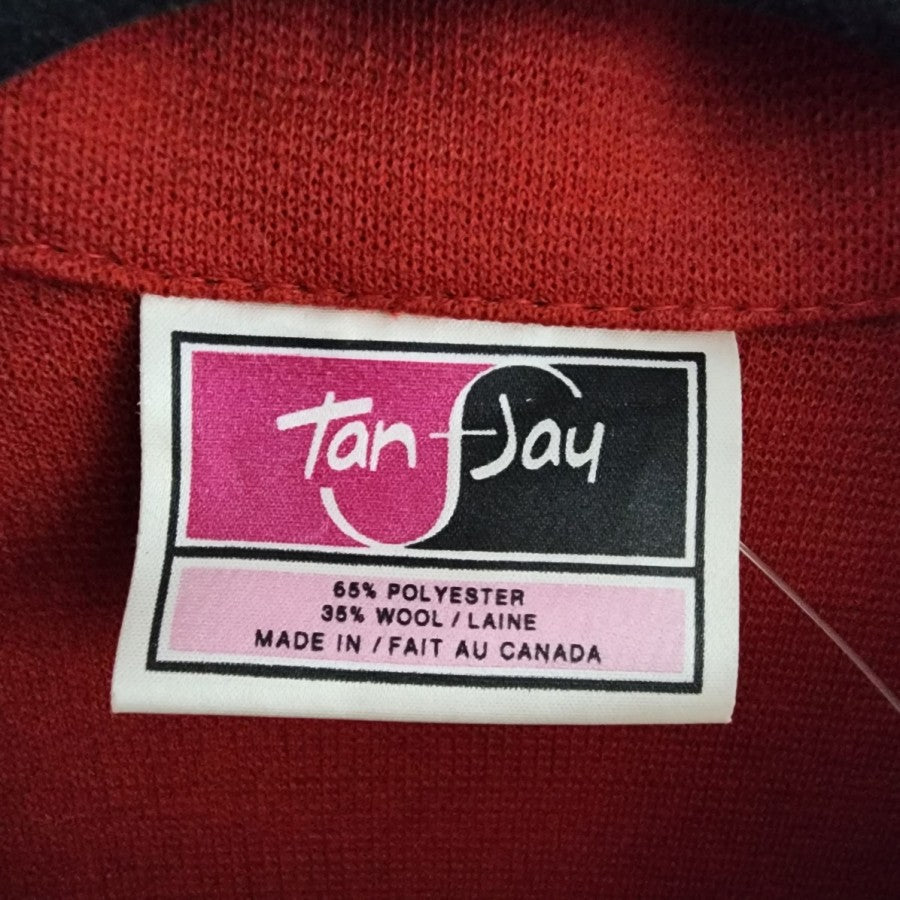 Tan Jay
65% POLYESTER
35% WOOL / LAINE
MADE IN / FAIT AU CANADA